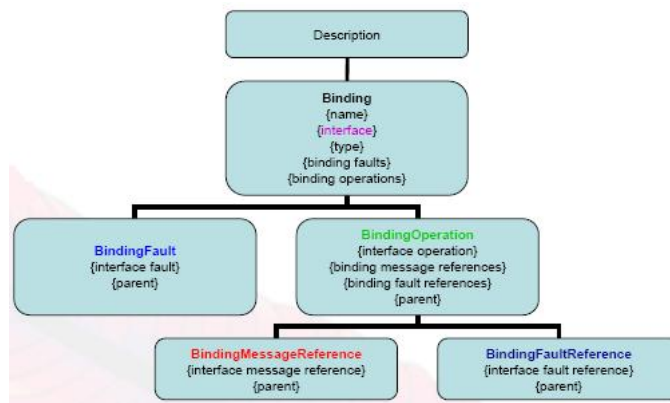 Description
Binding
{name}
{interface}
{type}
{binding faults}
{binding operations}
BindingFault
{interface fault}
{parent}
BindingOperation
{interface operation}
{binding message references}
{binding fault references}
{parent}
BindingMessageReference
{interface message reference}
{parent}
BindingFaultReference
{interface fault reference}
{parent}